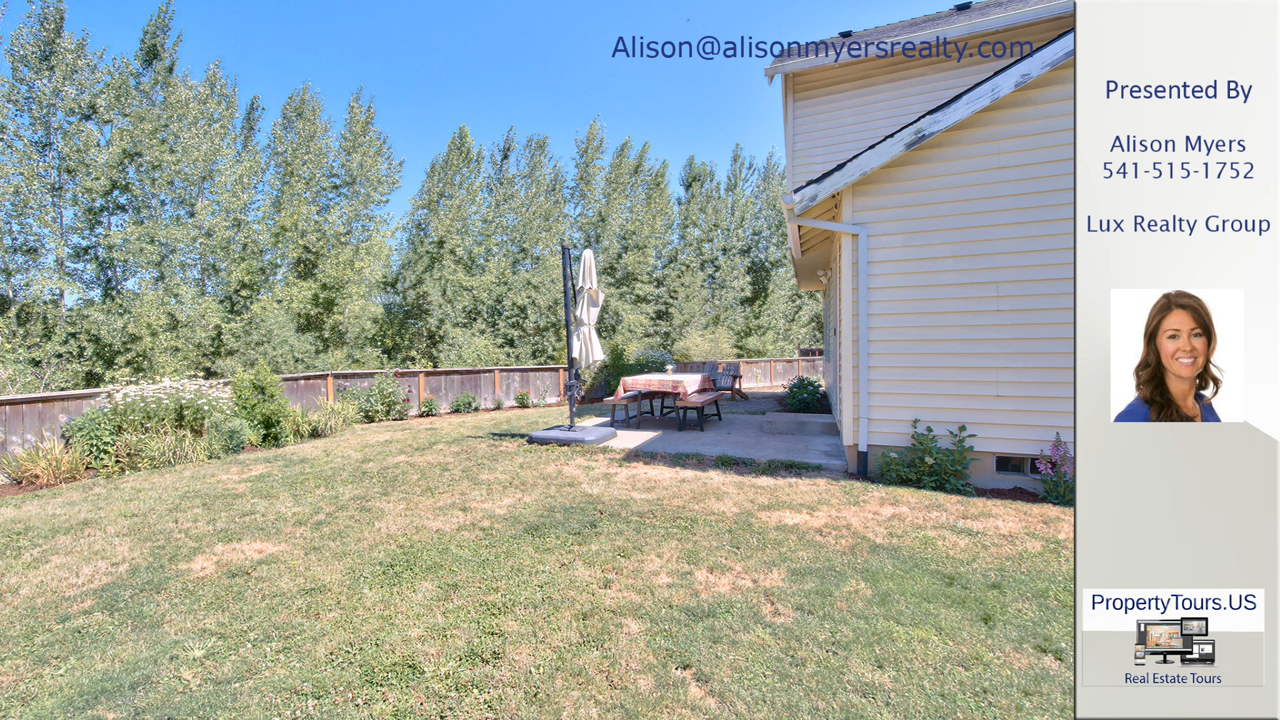 Alison@alisonmyersrealty.com
Presented By
Alison Myers
541-515-1752
Lux Realty Group
PropertyTours.US
Real Estate Tours